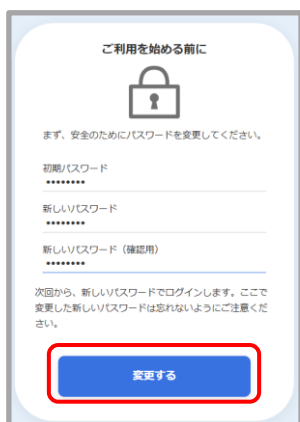 ご利用を始める前に
まず、安全のためにパスワードを変更してください。
初期パスワード
••••••••
新しいパスワード
••••••••
新しいパスワード（確認用）
••••••••
次回から、新しいパスワードでログインします。ここで
変更した新しいパスワードは忘れないようにご注意くだ
さい。
変更する